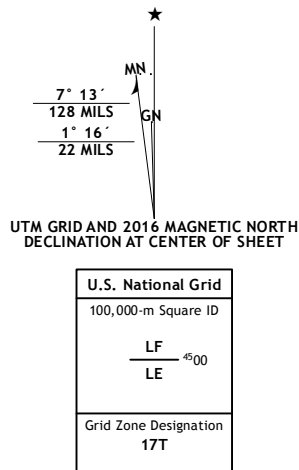 ★
MN
7° 13´
128 MILS
GN
1° 16´
22 MILS
UTM GRID AND 2016 MAGNETIC NORTH
DECLINATION AT CENTER OF SHEET
U.S. National Grid
100,000-m Square ID
LF
⁴⁵00
LE
Grid Zone Designation
17T